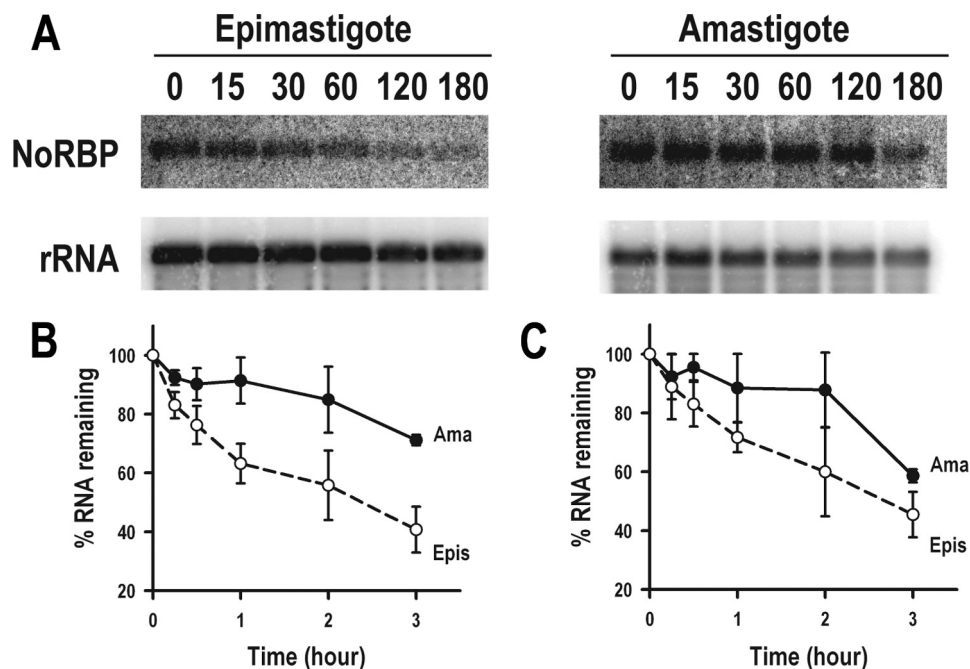 A
Epimastigote Amastigote
0 15 30 60 120 180 0 15 30 60 120 180
NoRBP
rRNA
B
% RNA remaining
100
80
60
40
20
0 1 2 3
Time (hour)
Ama
Epis
C
% RNA remaining
100
80
60
40
20
0 1 2 3
Time (hour)
Ama
Epis